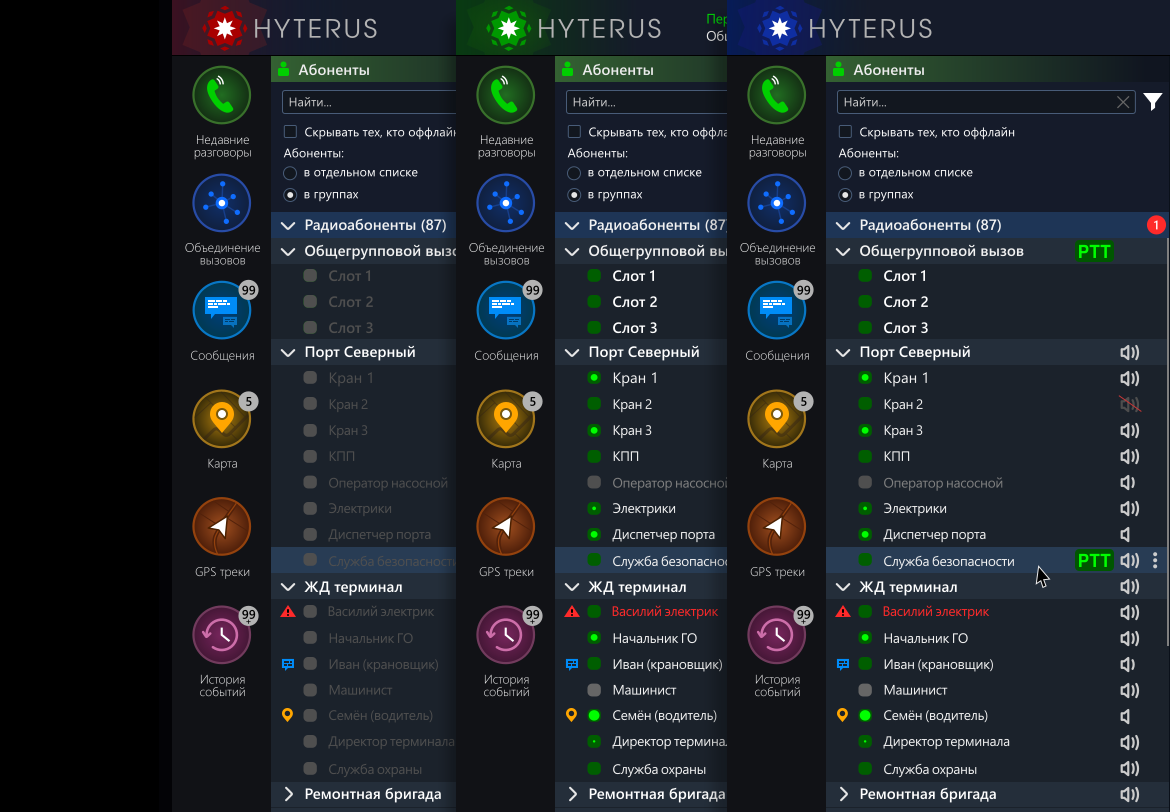 HYTERUS
Абоненты
Найти...
Скрывать тех, кто оффлайн
Абоненты:
в отдельном списке
в группах
Недавние
разговоры
Объединение
вызовов
99
Сообщения
5
Карта
GPS треки
99+
История
событий
Радиоабоненты (87)
Общегрупповой вызо
Слот 1
Слот 2
Слот 3
Порт Северный
Кран 1
Кран 2
Кран 3
КПП
Оператор насосной
Электрики
Диспетчер порта
Служба безопасности
ЖД терминал
Василий электрик
Начальник ГО
Иван (крановщик)
Машинист
Семён (водитель)
Директор терминала
Служба охраны
Ремонтная бригада
HYTERUS
Пер
Общ
Абоненты
Найти...
Скрывать тех, кто оффла
Абоненты:
в отдельном списке
в группах
Недавние
разговоры
Объединение
вызовов
99
Сообщения
5
Карта
GPS треки
99+
История
событий
Радиоабоненты (87
Общегрупповой вы
Слот 1
Слот 2
Слот 3
Порт Северный
Кран 1
Кран 2
Кран 3
КПП
Оператор насосной
Электрики
Диспетчер порта
Служба безопасно
ЖД терминал
Василий электрик
Начальник ГО
Иван (крановщик)
Машинист
Семён (водитель)
Директор термина
Служба охраны
Ремонтная бригада
HYTERUS
Абоненты
Найти...
Скрывать тех, кто оффлайн
Абоненты:
в отдельном списке
в группах
Недавние
разговоры
Объединение
вызовов
99
Сообщения
5
Карта
GPS треки
99+
История
событий
Радиоабоненты (87)
1
Общегрупповой вызов
PTT
Слот 1
Слот 2
Слот 3
Порт Северный
Кран 1
Кран 2
Кран 3
КПП
Оператор насосной
Электрики
Диспетчер порта
Служба безопасности
PTT
ЖД терминал
Василий электрик
Начальник ГО
Иван (крановщик)
Машинист
Семён (водитель)
Директор терминала
Служба охраны
Ремонтная бригада